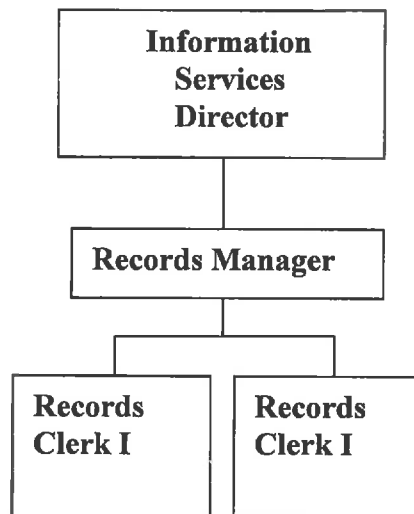 Information
Services
Director
Records Manager
Records
Clerk I
Records
Clerk I